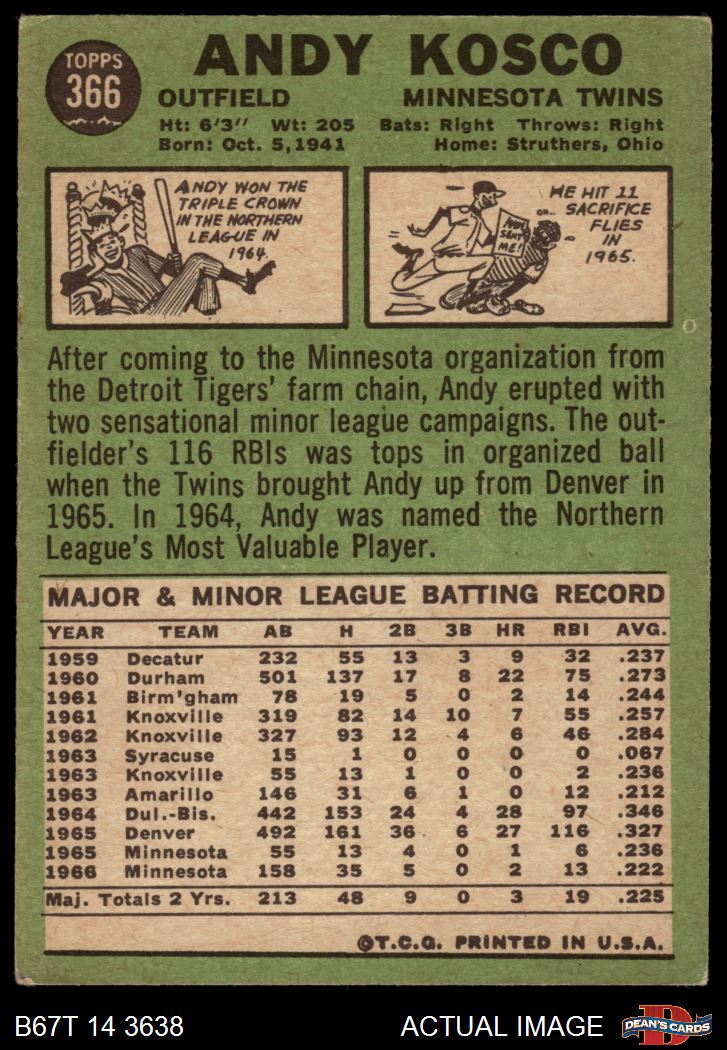 TOPPS
366
ANDY KOSCO
OUTFIELD MINNESOTA TWINS
Ht: 6'3" Wt: 205 Bats: Right Throws: Right
Born: Oct. 5, 1941 Home: Struthers, Ohio
ANDY WON THE
TRIPLE CROWN
IN THE NORTHERN
LEAGUE IN
1964.
HE HIT 11
SACRIFICE
FLIES
IN
1965.
OH...
ANDY
SENT
ME!
After coming to the Minnesota organization from
the Detroit Tigers' farm chain, Andy erupted with
two sensational minor league campaigns. The out-
fielder's 116 RBIs was tops in organized ball
when the Twins brought Andy up from Denver in
1965. In 1964, Andy was named the Northern
League's Most Valuable Player.
MAJOR & MINOR LEAGUE BATTING RECORD
YEAR TEAM AB H 2B 3B HR RBI AVG.
1959 Decatur 232 55 13 3 9 32 .237
1960 Durham 501 137 17 8 22 75 .273
1961 Birm'gham 78 19 5 0 2 14 .244
1961 Knoxville 319 82 14 10 7 55 .257
1962 Knoxville 327 93 12 4 6 46 .284
1963 Syracuse 15 1 0 0 0 0 .067
1963 Knoxville 55 13 1 0 0 2 .236
1963 Amarillo 146 31 6 1 0 12 .212
1964 Dul.-Bis. 442 153 24 4 28 97 .346
1965 Denver 492 161 36 6 27 116 .327
1965 Minnesota 55 13 4 0 1 6 .236
1966 Minnesota 158 35 5 0 2 13 .222
Maj. Totals 2 Yrs. 213 48 9 0 3 19 .225
©T.C.G. PRINTED IN U.S.A.
B67T 14 3638 ACTUAL IMAGE
D
DEAN'S CARDS